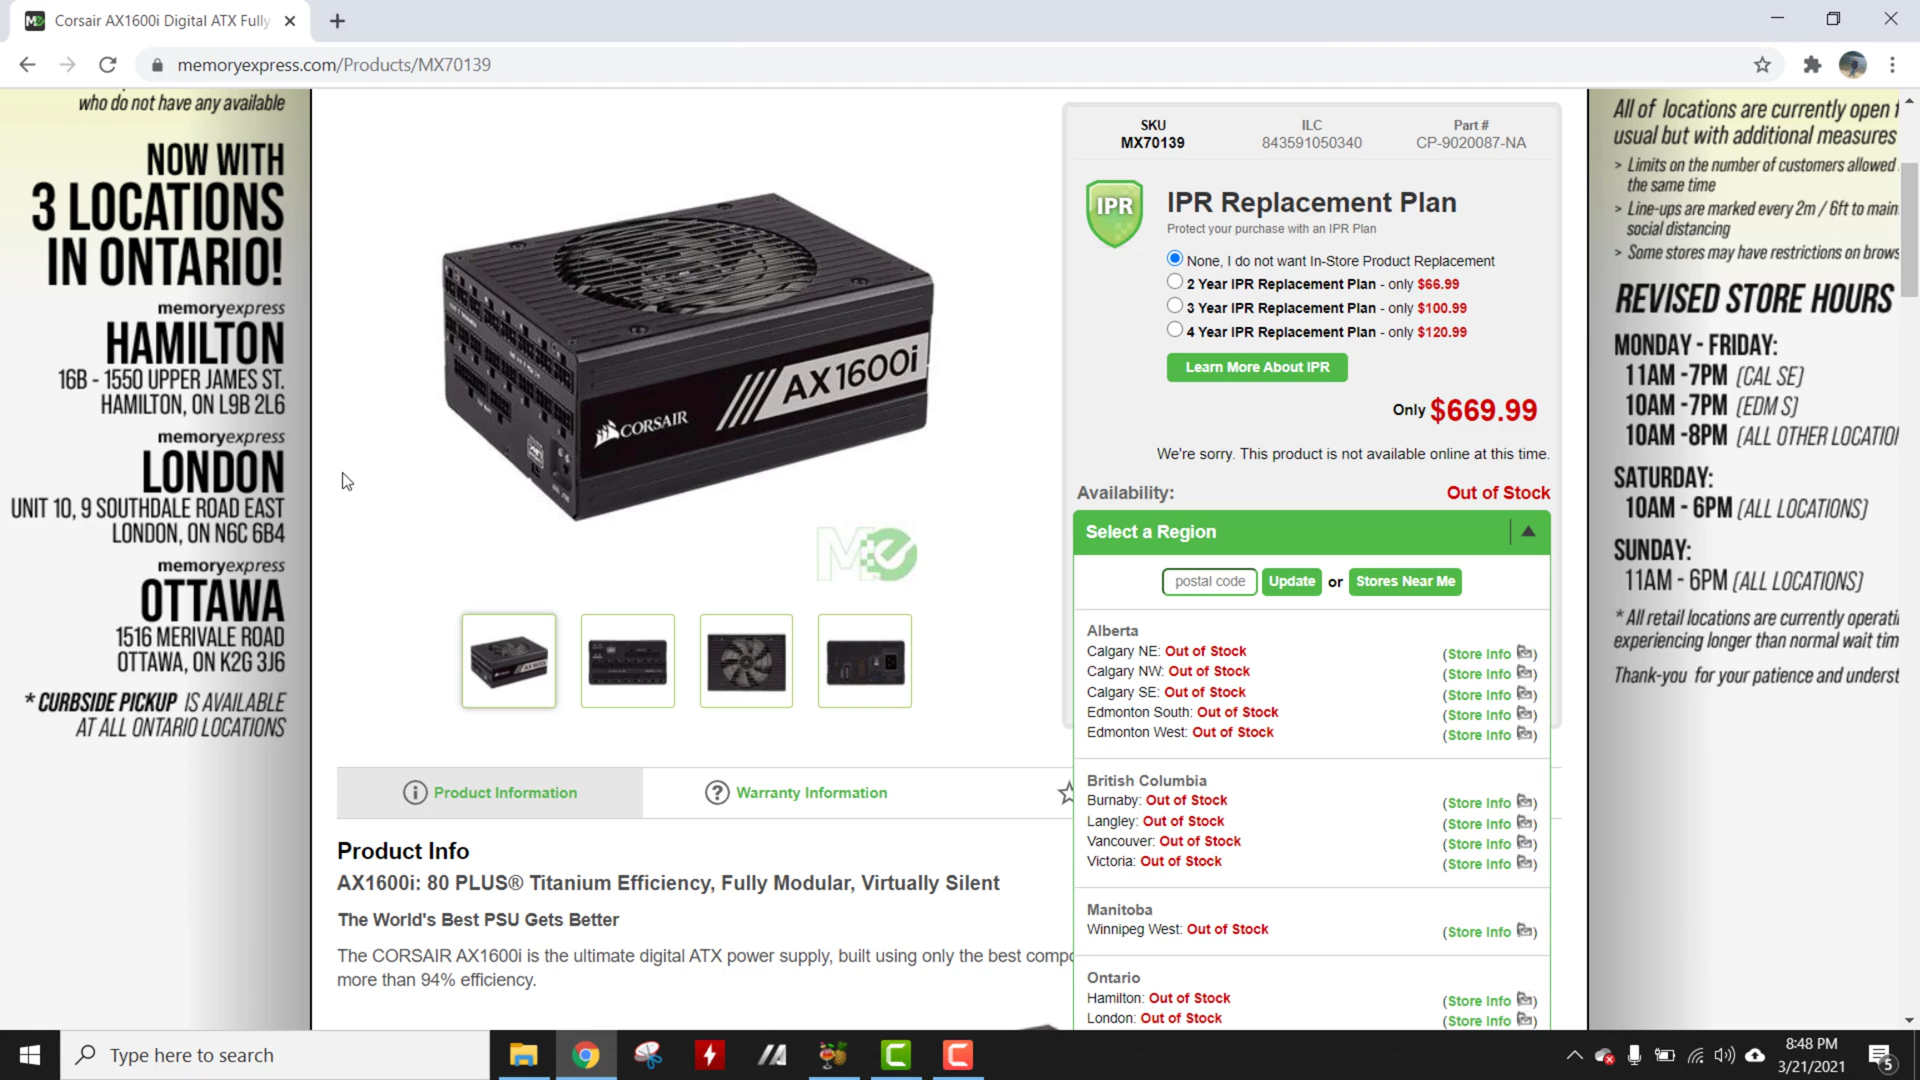 Corsair AX1600i Digital ATX Fully
memoryexpress.com/Products/MX70139
who do not have any available
NOW WITH
3 LOCATIONS
IN ONTARIO!
memoryexpress
HAMILTON
16B - 1550 UPPER JAMES ST.
HAMILTON, ON L9B 2L6
memoryexpress
LONDON
UNIT 10, 9 SOUTHDALE ROAD EAST
LONDON, ON N6C 6B4
memoryexpress
OTTAWA
1516 MERIVALE ROAD
OTTAWA, ON K2G 3J6
* CURBSIDE PICKUP IS AVAILABLE
AT ALL ONTARIO LOCATIONS
CORSAIR
AX1600i
ME
SKU
MX70139
ILC
843591050340
Part #
CP-9020087-NA
IPR
IPR Replacement Plan
Protect your purchase with an IPR Plan
None, I do not want In-Store Product Replacement
2 Year IPR Replacement Plan - only $66.99
3 Year IPR Replacement Plan - only $100.99
4 Year IPR Replacement Plan - only $120.99
Learn More About IPR
Only $669.99
We're sorry. This product is not available online at this time.
Availability: Out of Stock
Select a Region
postal code Update or Stores Near Me
Alberta
Calgary NE: Out of Stock (Store Info)
Calgary NW: Out of Stock (Store Info)
Calgary SE: Out of Stock (Store Info)
Edmonton South: Out of Stock (Store Info)
Edmonton West: Out of Stock (Store Info)
British Columbia
Burnaby: Out of Stock (Store Info)
Langley: Out of Stock (Store Info)
Vancouver: Out of Stock (Store Info)
Victoria: Out of Stock (Store Info)
Manitoba
Winnipeg West: Out of Stock (Store Info)
Ontario
Hamilton: Out of Stock (Store Info)
London: Out of Stock (Store Info)
Product Information
Warranty Information
Product Info
AX1600i: 80 PLUS® Titanium Efficiency, Fully Modular, Virtually Silent
The World's Best PSU Gets Better
The CORSAIR AX1600i is the ultimate digital ATX power supply, built using only the best compo
more than 94% efficiency.
All of locations are currently open f
usual but with additional measures
> Limits on the number of customers allowed
the same time
> Line-ups are marked every 2m / 6ft to main
social distancing
> Some stores may have restrictions on brows
REVISED STORE HOURS
MONDAY - FRIDAY:
11AM -7PM (CAL SE)
10AM -7PM (EDM S)
10AM -8PM (ALL OTHER LOCATIO
SATURDAY:
10AM - 6PM (ALL LOCATIONS)
SUNDAY:
11AM - 6PM (ALL LOCATIONS)
* All retail locations are currently operati
experiencing longer than normal wait tim
Thank-you for your patience and underst
Type here to search
8:48 PM
3/21/2021
5